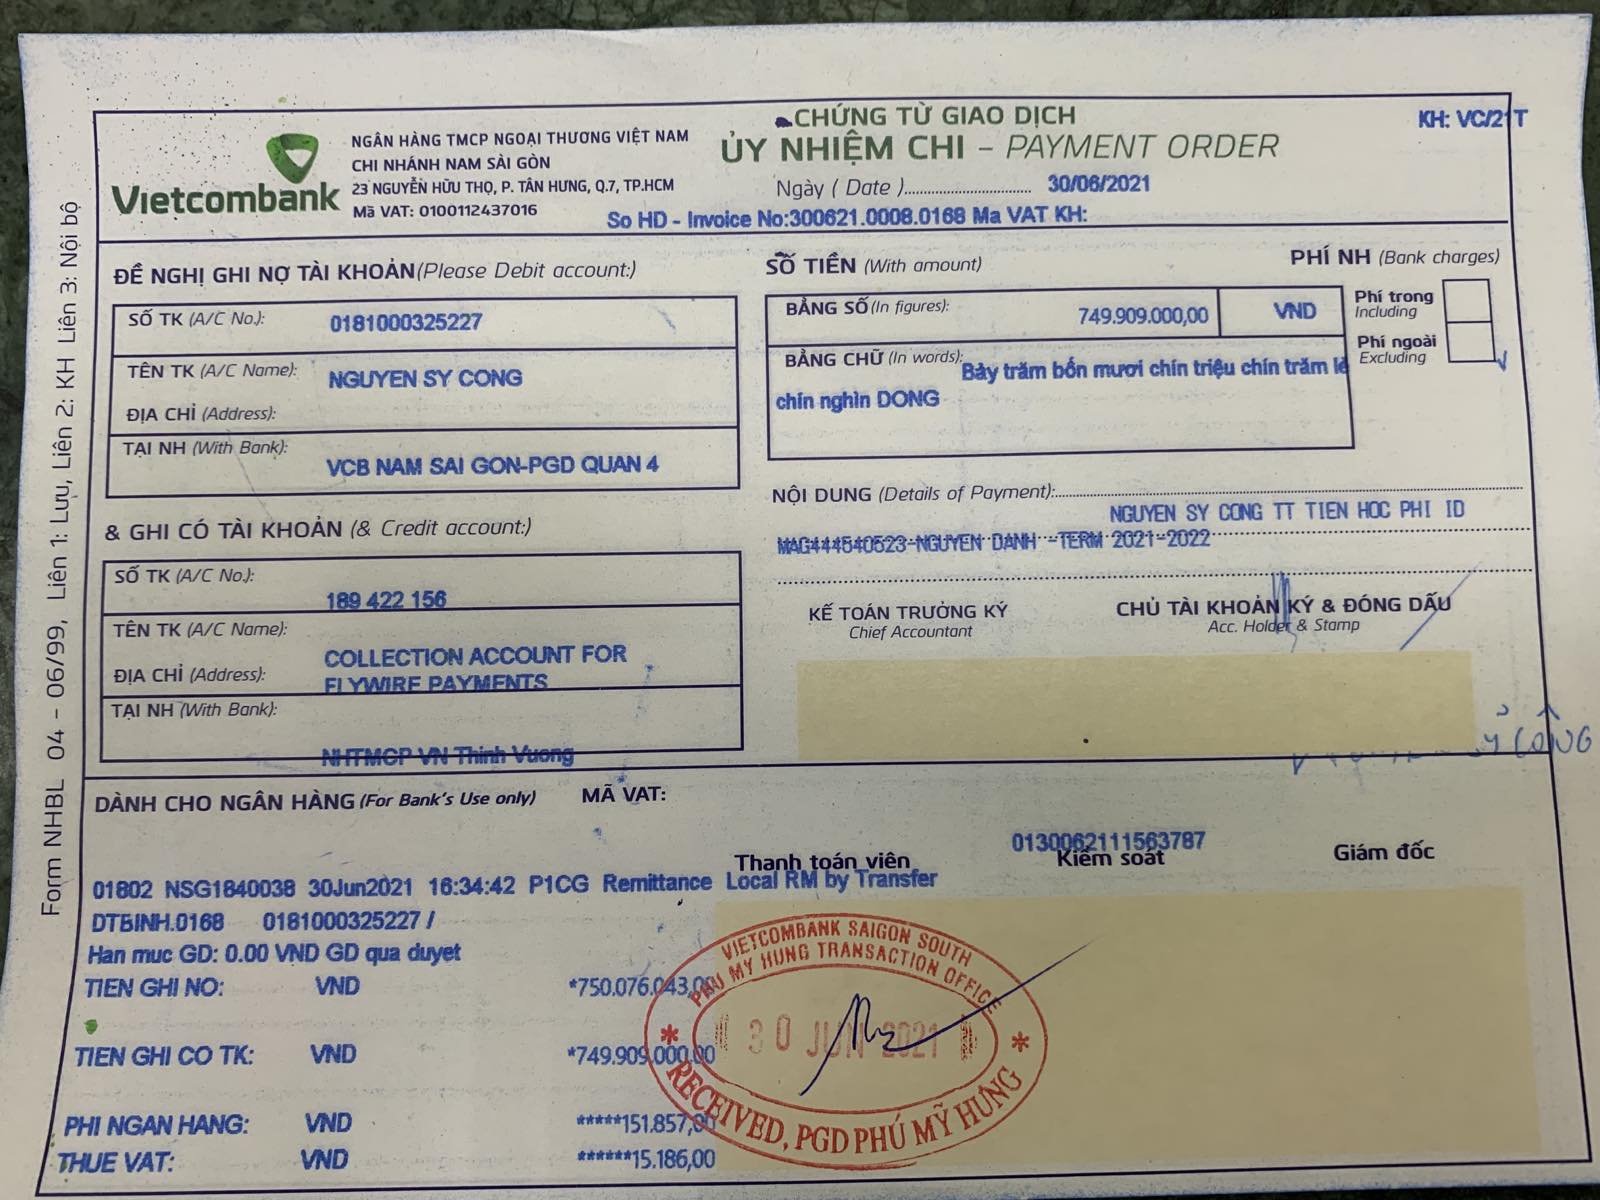 CHỨNG TỪ GIAO DỊCH
ỦY NHIỆM CHI – PAYMENT ORDER
KH: VC/21T
Vietcombank
NGÂN HÀNG TMCP NGOẠI THƯƠNG VIỆT NAM
CHI NHÁNH NAM SÀI GÒN
23 NGUYỄN HỮU THỌ, P. TÂN HƯNG, Q.7, TP.HCM
Mã VAT: 0100112437016
Ngày ( Date )............................... 30/06/2021
So HD - Invoice No:300621.0008.0168 Ma VAT KH:
Form NHBL 04 - 06/99, Liên 1: Lưu, Liên 2: KH Liên 3: Nội bộ
ĐỀ NGHỊ GHI NỢ TÀI KHOẢN (Please Debit account:)
SỐ TK (A/C No.): 0181000325227
TÊN TK (A/C Name): NGUYEN SY CONG
ĐỊA CHỈ (Address):
TẠI NH (With Bank): VCB NAM SAI GON-PGD QUAN 4
SỐ TIỀN (With amount)
PHÍ NH (Bank charges)
BẰNG SỐ (In figures): 749.909.000,00 VND
Phí trong
Including
Phí ngoài
Excluding
BẰNG CHỮ (In words): Bảy trăm bốn mươi chín triệu chín trăm lẻ
chín nghìn DONG
& GHI CÓ TÀI KHOẢN (& Credit account:)
SỐ TK (A/C No.): 189 422 156
TÊN TK (A/C Name): COLLECTION ACCOUNT FOR
ĐỊA CHỈ (Address): FLYWIRE PAYMENTS
TẠI NH (With Bank):
NHTMCP VN Thinh Vuong
NỘI DUNG (Details of Payment):
NGUYEN SY CONG TT TIEN HOC PHI ID
MAG444540523-NGUYEN DANH -TERM 2021-2022
KẾ TOÁN TRƯỞNG KÝ
Chief Accountant
CHỦ TÀI KHOẢN KÝ & ĐÓNG DẤU
Acc. Holder & Stamp
DÀNH CHO NGÂN HÀNG (For Bank's Use only) MÃ VAT:
0130062111563787
Thanh toán viên Kiểm soát Giám đốc
01802 NSG1840038 30Jun2021 16:34:42 P1CG Remittance Local RM by Transfer
DTBINH.0168 0181000325227 /
Han muc GD: 0.00 VND GD qua duyet
TIEN GHI NO: VND *750.076.043,00
TIEN GHI CO TK: VND *749.909.000,00
PHI NGAN HANG: VND *****151.857,00
THUE VAT: VND ******15.186,00
VIETCOMBANK SAIGON SOUTH
PHU MY HUNG TRANSACTION OFFICE
30 JUN 2021
RECEIVED, PGD PHÚ MỸ HƯNG